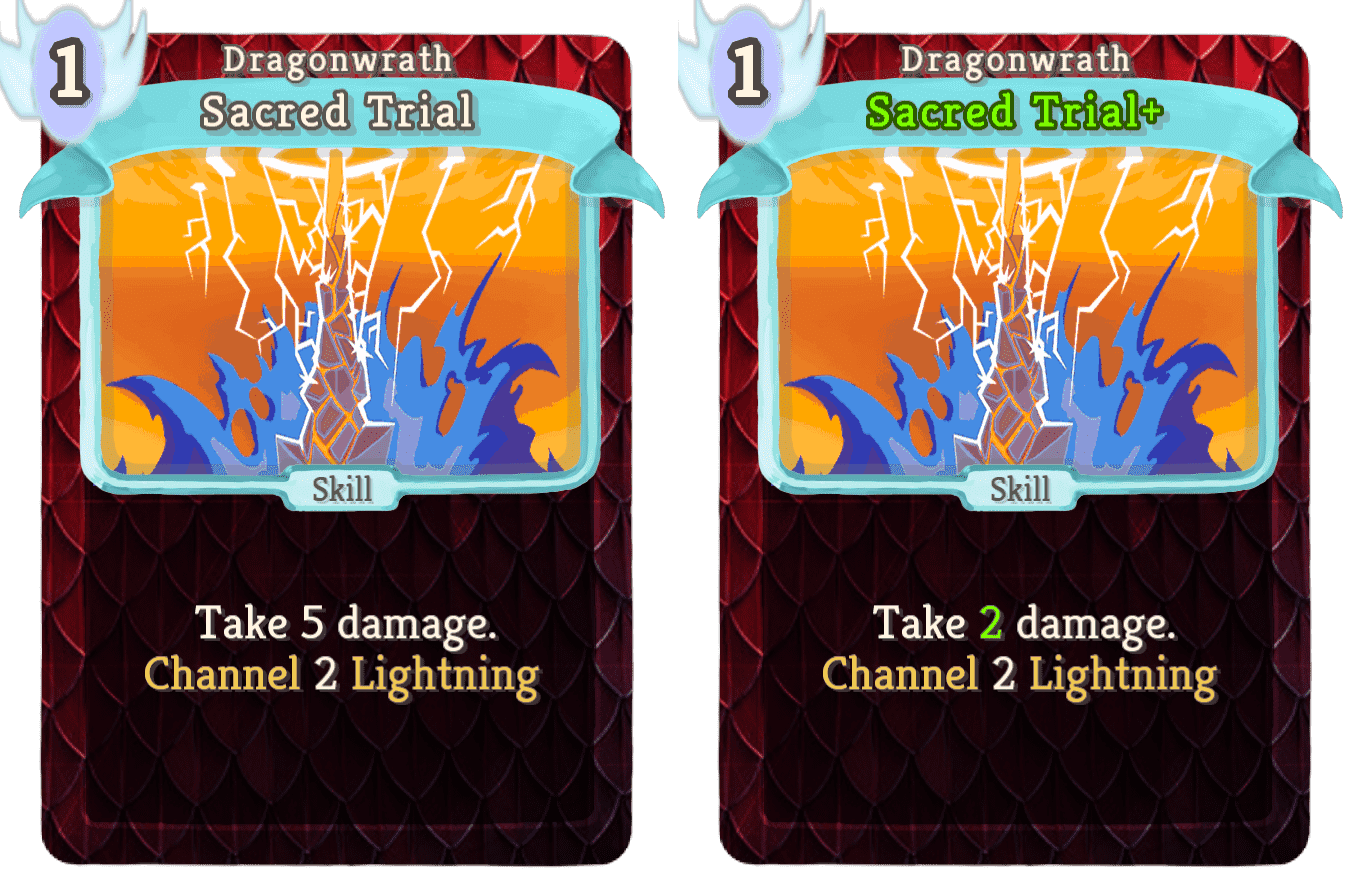 1
Dragonwrath
Sacred Trial
Skill
Take 5 damage.
Channel 2 Lightning
1
Dragonwrath
Sacred Trial+
Skill
Take 2 damage.
Channel 2 Lightning